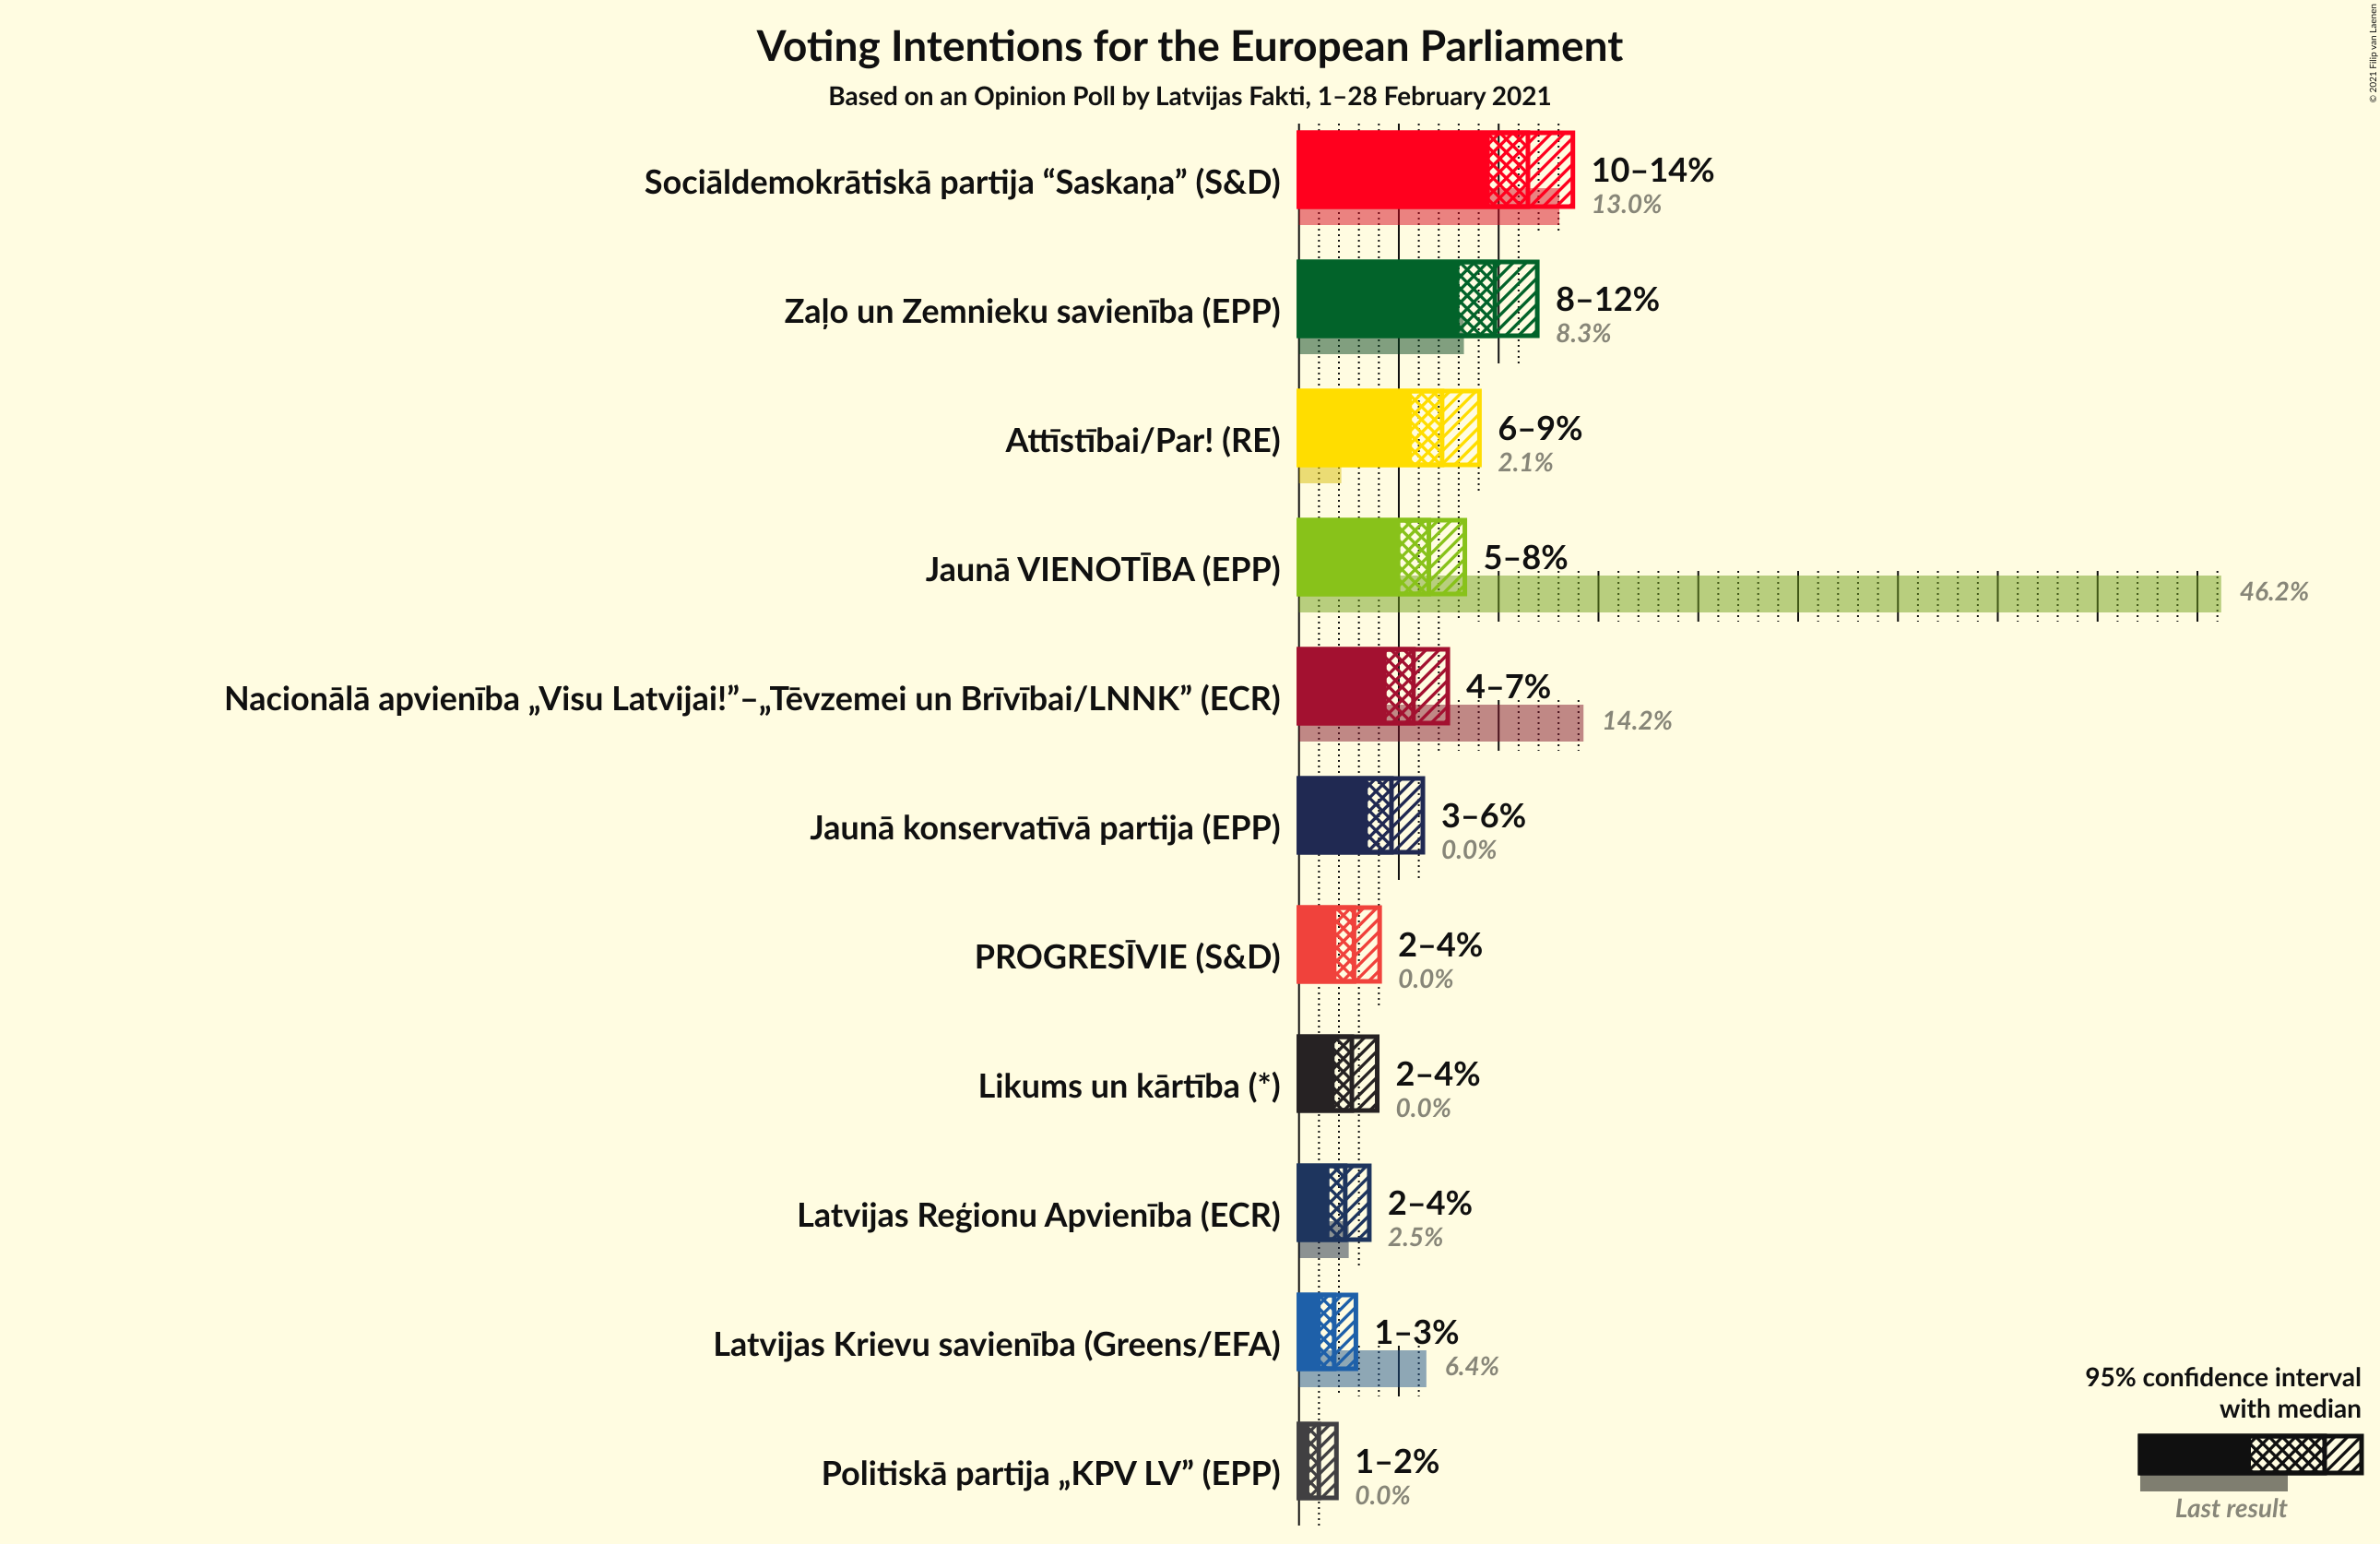 Voting Intentions for the European Parliament
Based on an Opinion Poll by Latvijas Fakti, 1–28 February 2021
© 2021 Filip van Laenen
Sociāldemokrātiskā partija “Saskaņa” (S&D)
10–14%
13.0%
Zaļo un Zemnieku savienība (EPP)
8–12%
8.3%
Attīstībai/Par! (RE)
6–9%
2.1%
Jaunā VIENOTĪBA (EPP)
5–8%
46.2%
Nacionālā apvienība „Visu Latvijai!”–„Tēvzemei un Brīvībai/LNNK” (ECR)
4–7%
14.2%
Jaunā konservatīvā partija (EPP)
3–6%
0.0%
PROGRESĪVIE (S&D)
2–4%
0.0%
Likums un kārtība (*)
2–4%
0.0%
Latvijas Reģionu Apvienība (ECR)
2–4%
2.5%
Latvijas Krievu savienība (Greens/EFA)
1–3%
6.4%
Politiskā partija „KPV LV” (EPP)
1–2%
0.0%
95% confidence interval
with median
Last result